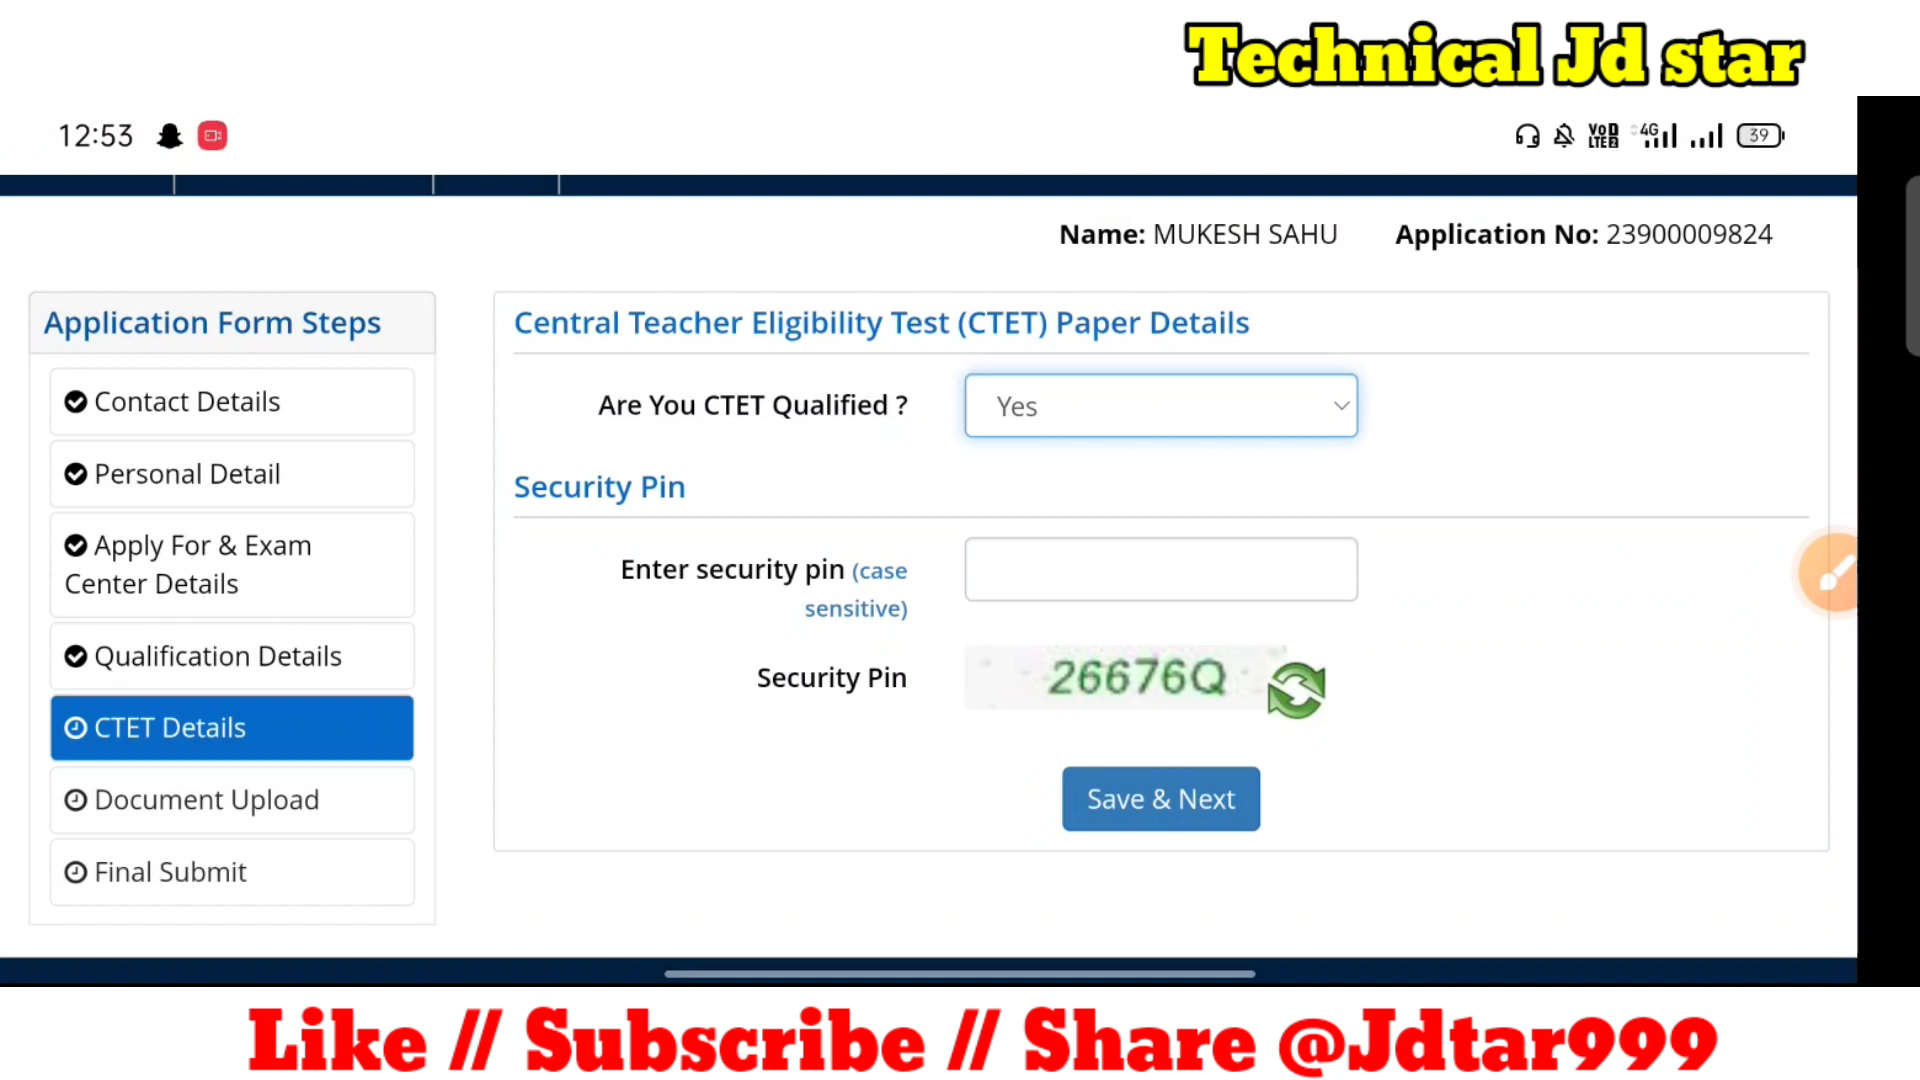 Technical Jd star
12:53
VoD LTE2 4G 39
Name: MUKESH SAHU Application No: 23900009824
Application Form Steps
Contact Details
Personal Detail
Apply For & Exam
Center Details
Qualification Details
CTET Details
Document Upload
Final Submit
Central Teacher Eligibility Test (CTET) Paper Details
Are You CTET Qualified ? Yes
Security Pin
Enter security pin (case
sensitive)
Security Pin 26676Q
Save & Next
Like // Subscribe // Share @Jdtar999